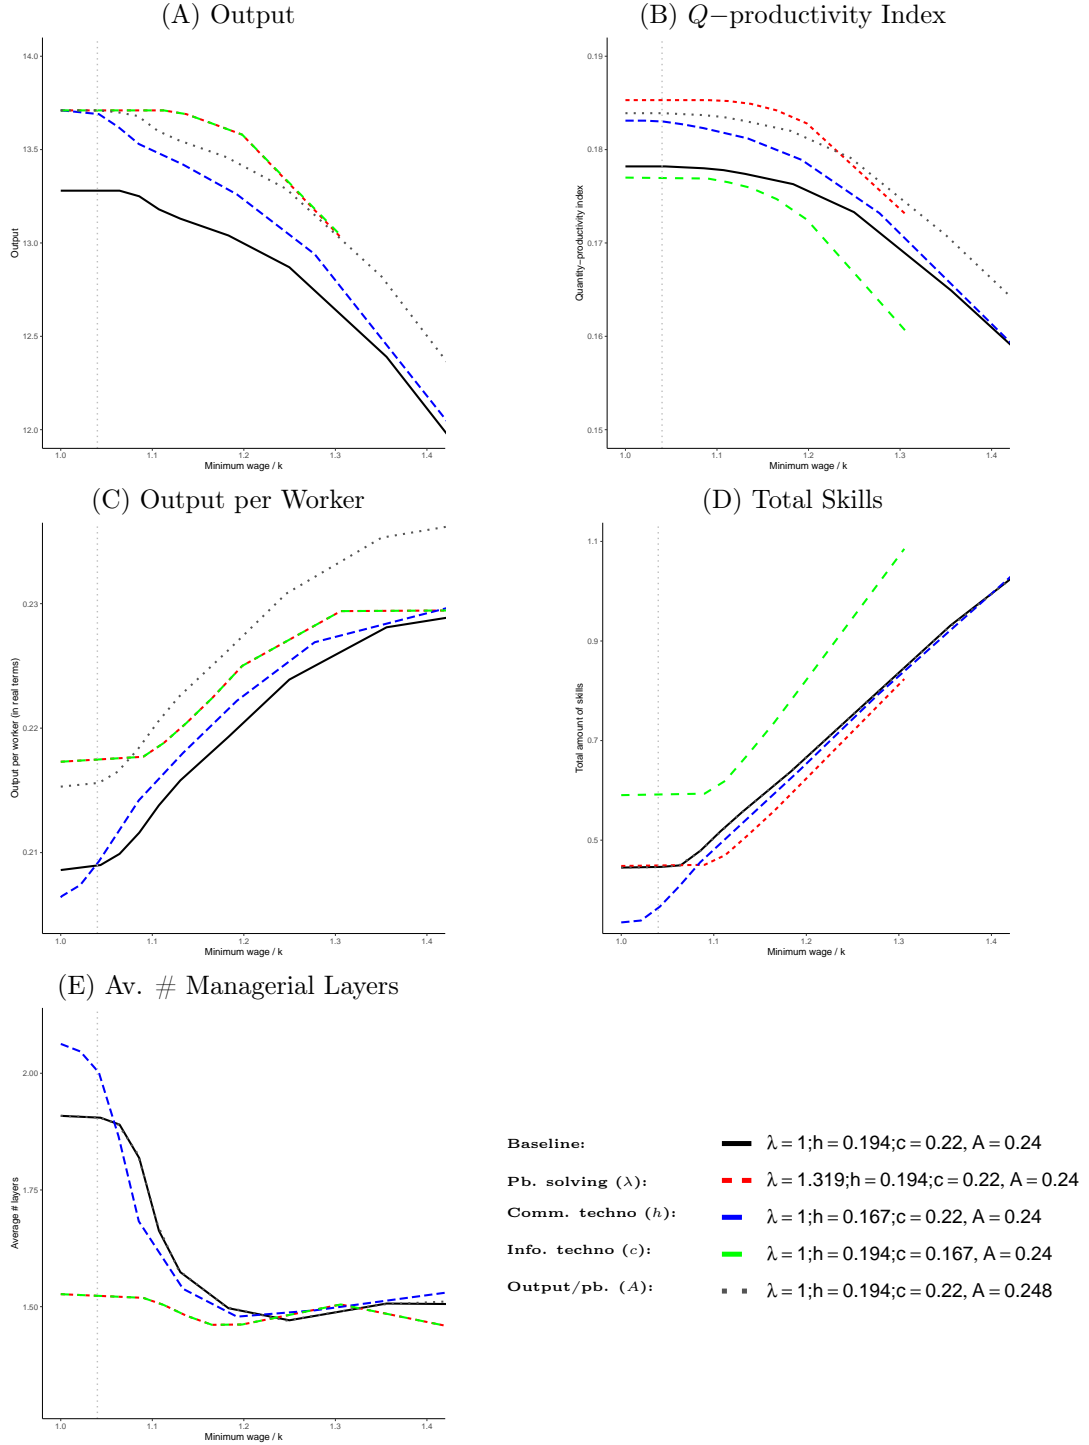 (A) Output
14.0
13.5
13.0
12.5
12.0
Output
1.0 1.1 1.2 1.3 1.4
Minimum wage / k
(B) Q−productivity Index
0.19
0.18
0.17
0.16
0.15
Quantity−productivity index
1.0 1.1 1.2 1.3 1.4
Minimum wage / k
(C) Output per Worker
0.23
0.22
0.21
Output per worker (in real terms)
1.0 1.1 1.2 1.3 1.4
Minimum wage / k
(D) Total Skills
1.1
0.9
0.7
0.5
Total amount of skills
1.0 1.1 1.2 1.3 1.4
Minimum wage / k
(E) Av. # Managerial Layers
2.00
1.75
1.50
Average # layers
1.0 1.1 1.2 1.3 1.4
Minimum wage / k
Baseline: λ = 1;h = 0.194;c = 0.22, A = 0.24
Pb. solving (λ): λ = 1.319;h = 0.194;c = 0.22, A = 0.24
Comm. techno (h): λ = 1;h = 0.167;c = 0.22, A = 0.24
Info. techno (c): λ = 1;h = 0.194;c = 0.167, A = 0.24
Output/pb. (A): λ = 1;h = 0.194;c = 0.22, A = 0.248